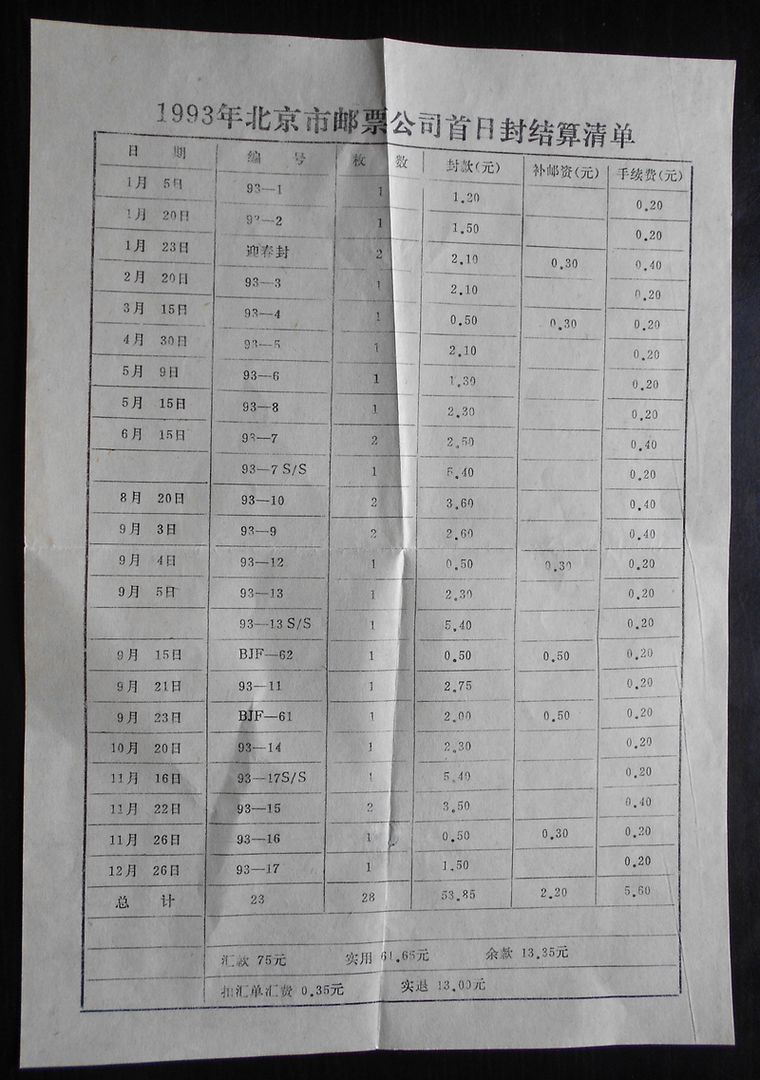 1993年北京市邮票公司首日封结算清单
日 期 编 号 枚 数 封款(元) 补邮资(元) 手续费(元)
1月 5日 93—1 1 1.20 0.20
1月 20日 93—2 1 1.50 0.20
1月 23日 迎春封 2 2.10 0.30 0.40
2月 20日 93—3 1 2.10 0.20
3月 15日 93—4 1 0.50 0.30 0.20
4月 30日 93—5 1 2.10 0.20
5月 9日 93—6 1 1.30 0.20
5月 15日 93—8 1 2.30 0.20
6月 15日 93—7 2 2.50 0.40
93—7 S/S 1 5.40 0.20
8月 20日 93—10 2 3.60 0.40
9月 3日 93—9 2 2.60 0.40
9月 4日 93—12 1 0.50 0.30 0.20
9月 5日 93—13 1 2.30 0.20
93—13 S/S 1 5.40 0.20
9月 15日 BJF—62 1 0.50 0.50 0.20
9月 21日 93—11 1 2.75 0.20
9月 23日 BJF—61 1 2.00 0.50 0.20
10月 20日 93—14 1 2.30 0.20
11月 16日 93—17S/S 1 5.40 0.20
11月 22日 93—15 2 3.50 0.40
11月 26日 93—16 1 0.50 0.30 0.20
12月 26日 93—17 1 1.50 0.20
总 计 23 28 53.85 2.20 5.60
汇款 75元 实用 61.65元 余款 13.35元
扣汇单汇费 0.35元 实退 13.00元